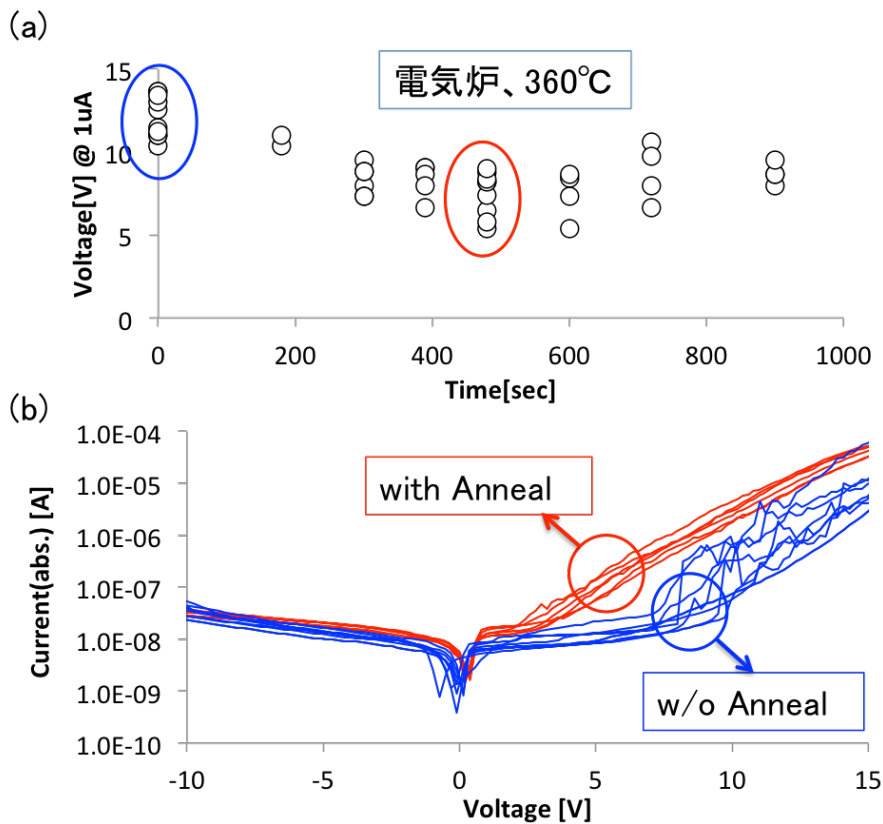 (a)
電気炉、360℃
Voltage[V] @ 1uA
15
10
5
0
0 200 400 600 800 1000
Time[sec]
(b)
Current(abs.) [A]
1.0E-04
1.0E-05
1.0E-06
1.0E-07
1.0E-08
1.0E-09
1.0E-10
with Anneal
w/o Anneal
-10 -5 0 5 10 15
Voltage [V]